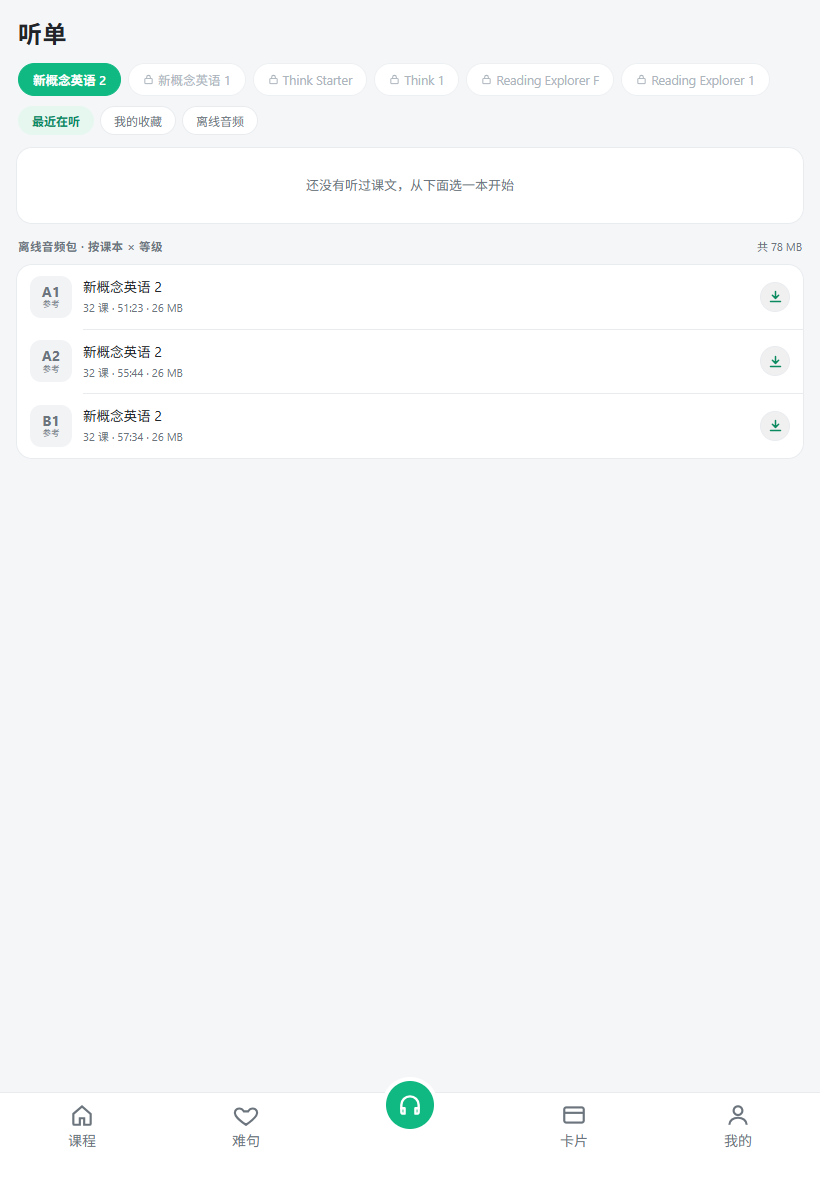 听单
新概念英语 2
新概念英语 1
Think Starter
Think 1
Reading Explorer F
Reading Explorer 1
最近在听
我的收藏
离线音频
还没有听过课文，从下面选一本开始
离线音频包 · 按课本 × 等级
共 78 MB
A1
参考
新概念英语 2
32 课 · 51:23 · 26 MB
A2
参考
新概念英语 2
32 课 · 55:44 · 26 MB
B1
参考
新概念英语 2
32 课 · 57:34 · 26 MB
课程
难句
卡片
我的